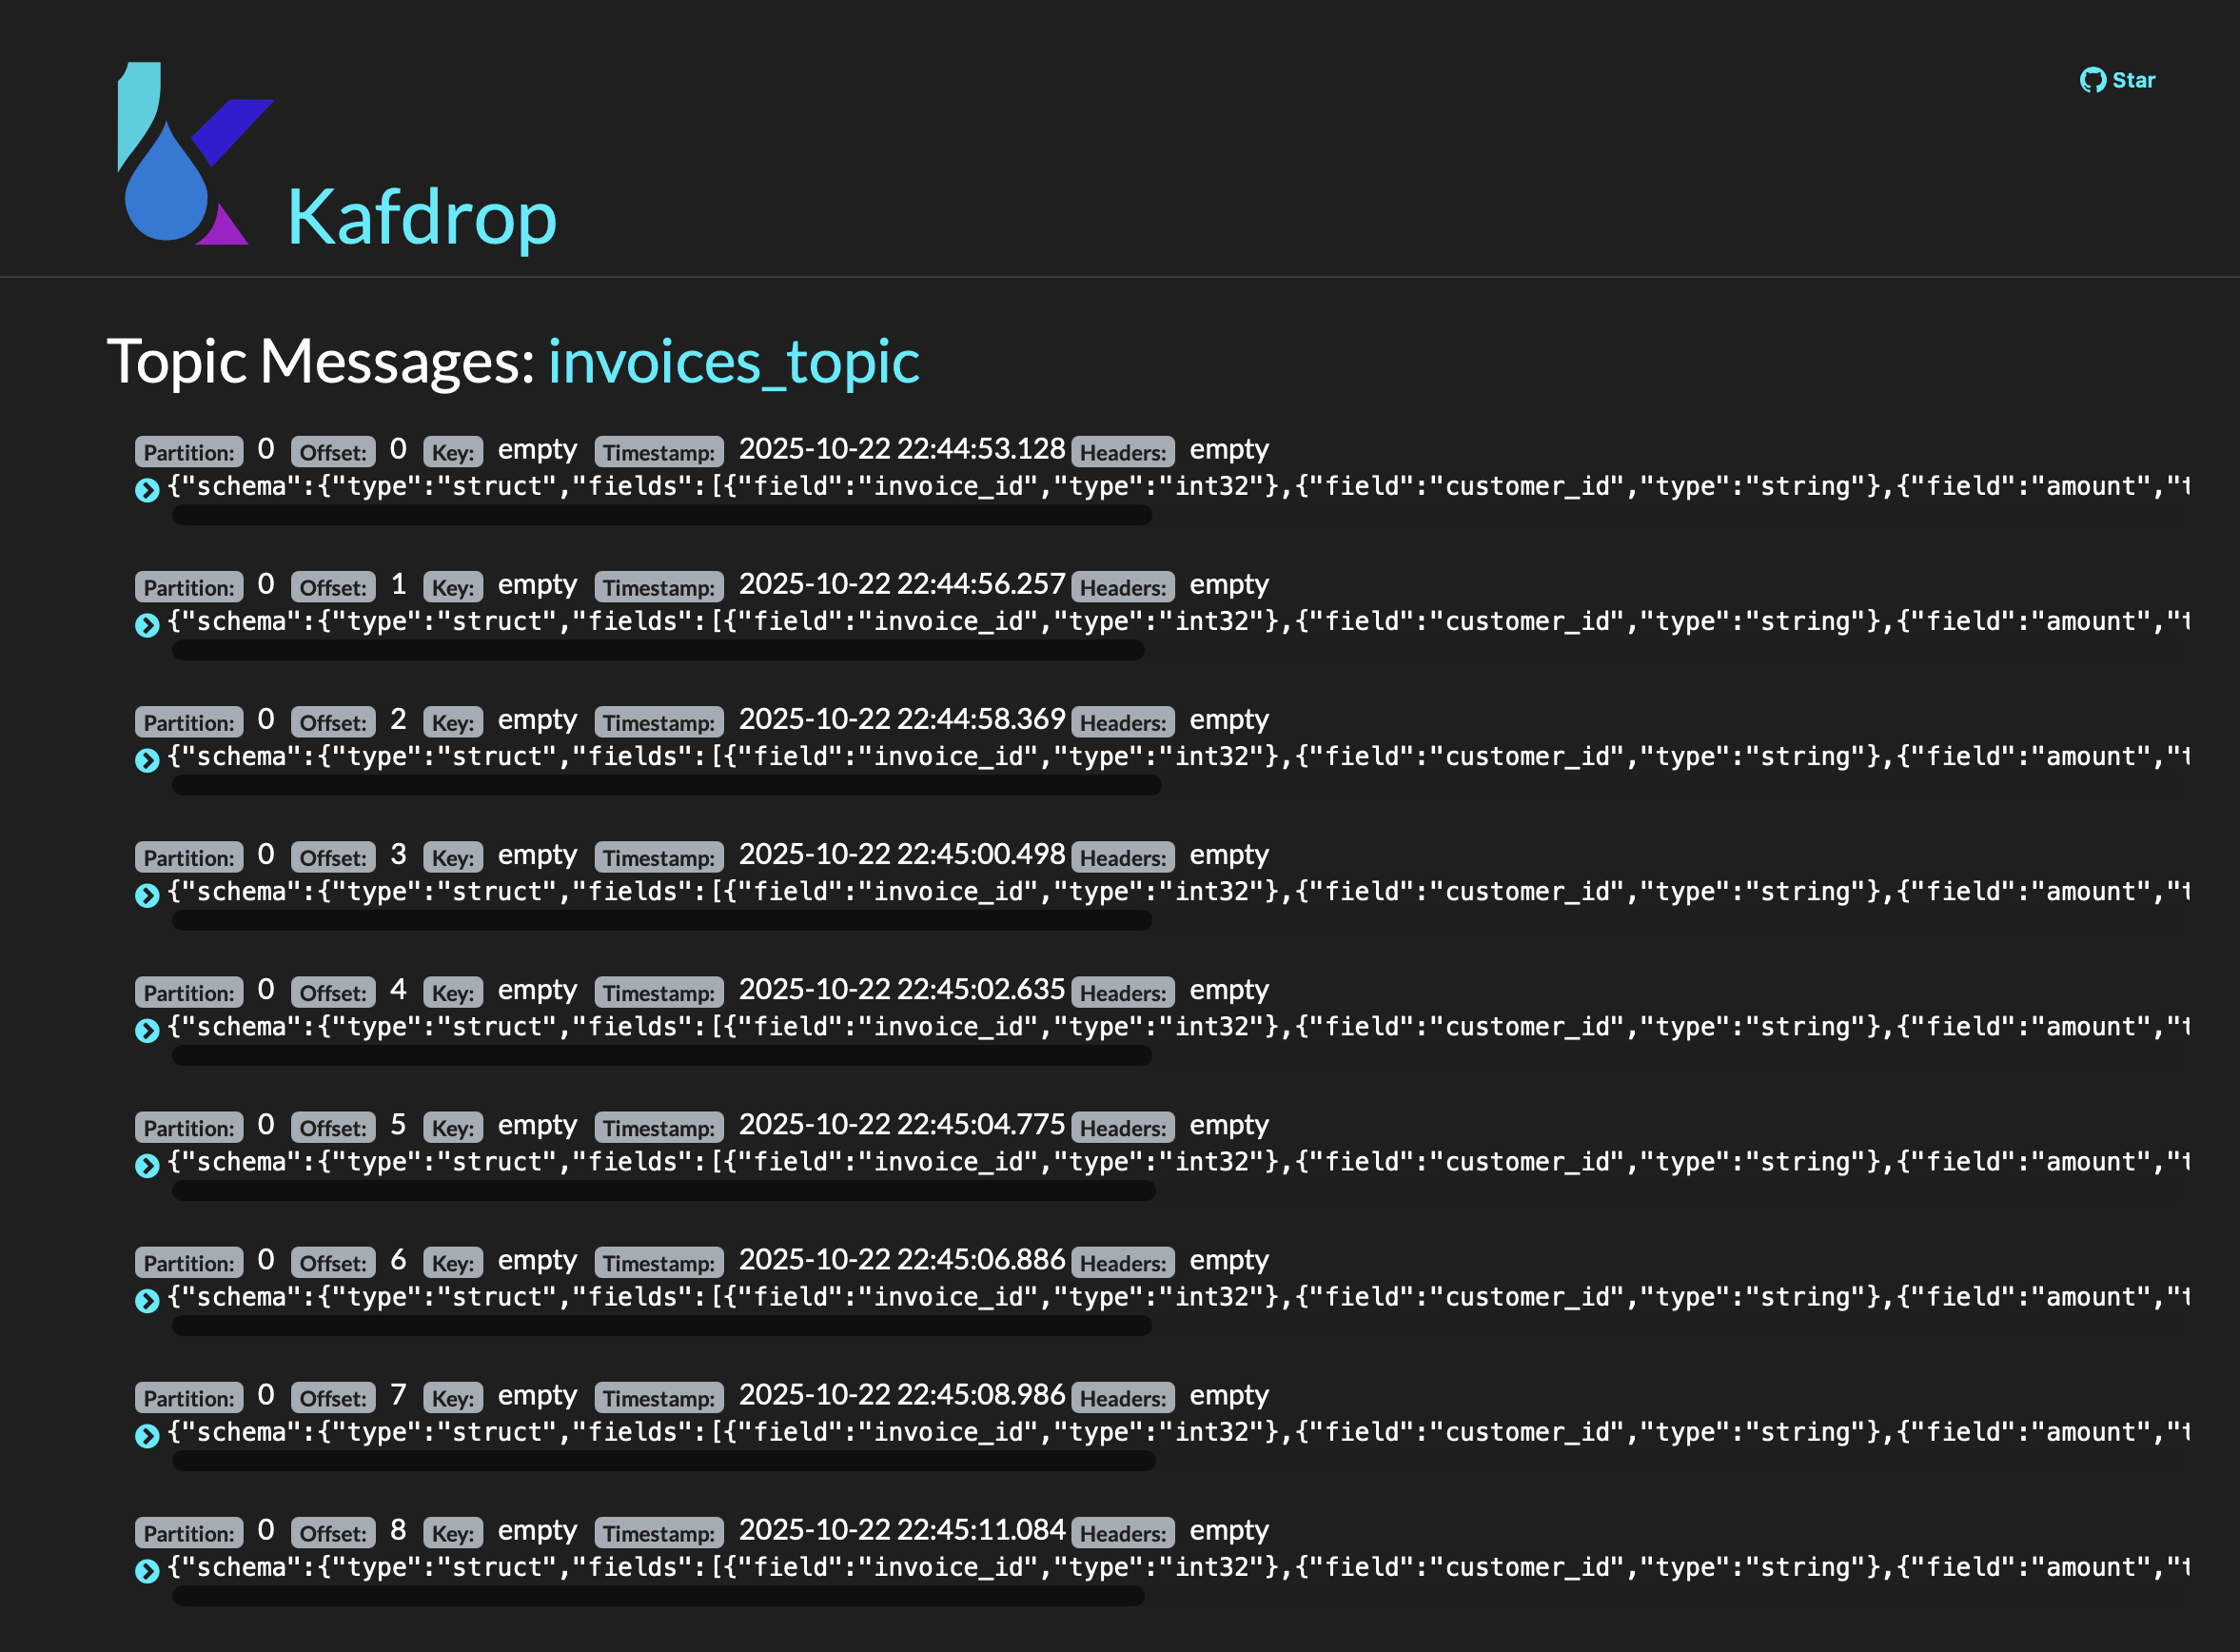 Star
Kafdrop
Topic Messages: invoices_topic
Partition: 0 Offset: 0 Key: empty Timestamp: 2025-10-22 22:44:53.128 Headers: empty
{"schema":{"type":"struct","fields":[{"field":"invoice_id","type":"int32"},{"field":"customer_id","type":"string"},{"field":"amount","t
Partition: 0 Offset: 1 Key: empty Timestamp: 2025-10-22 22:44:56.257 Headers: empty
{"schema":{"type":"struct","fields":[{"field":"invoice_id","type":"int32"},{"field":"customer_id","type":"string"},{"field":"amount","t
Partition: 0 Offset: 2 Key: empty Timestamp: 2025-10-22 22:44:58.369 Headers: empty
{"schema":{"type":"struct","fields":[{"field":"invoice_id","type":"int32"},{"field":"customer_id","type":"string"},{"field":"amount","t
Partition: 0 Offset: 3 Key: empty Timestamp: 2025-10-22 22:45:00.498 Headers: empty
{"schema":{"type":"struct","fields":[{"field":"invoice_id","type":"int32"},{"field":"customer_id","type":"string"},{"field":"amount","t
Partition: 0 Offset: 4 Key: empty Timestamp: 2025-10-22 22:45:02.635 Headers: empty
{"schema":{"type":"struct","fields":[{"field":"invoice_id","type":"int32"},{"field":"customer_id","type":"string"},{"field":"amount","t
Partition: 0 Offset: 5 Key: empty Timestamp: 2025-10-22 22:45:04.775 Headers: empty
{"schema":{"type":"struct","fields":[{"field":"invoice_id","type":"int32"},{"field":"customer_id","type":"string"},{"field":"amount","t
Partition: 0 Offset: 6 Key: empty Timestamp: 2025-10-22 22:45:06.886 Headers: empty
{"schema":{"type":"struct","fields":[{"field":"invoice_id","type":"int32"},{"field":"customer_id","type":"string"},{"field":"amount","t
Partition: 0 Offset: 7 Key: empty Timestamp: 2025-10-22 22:45:08.986 Headers: empty
{"schema":{"type":"struct","fields":[{"field":"invoice_id","type":"int32"},{"field":"customer_id","type":"string"},{"field":"amount","t
Partition: 0 Offset: 8 Key: empty Timestamp: 2025-10-22 22:45:11.084 Headers: empty
{"schema":{"type":"struct","fields":[{"field":"invoice_id","type":"int32"},{"field":"customer_id","type":"string"},{"field":"amount","t